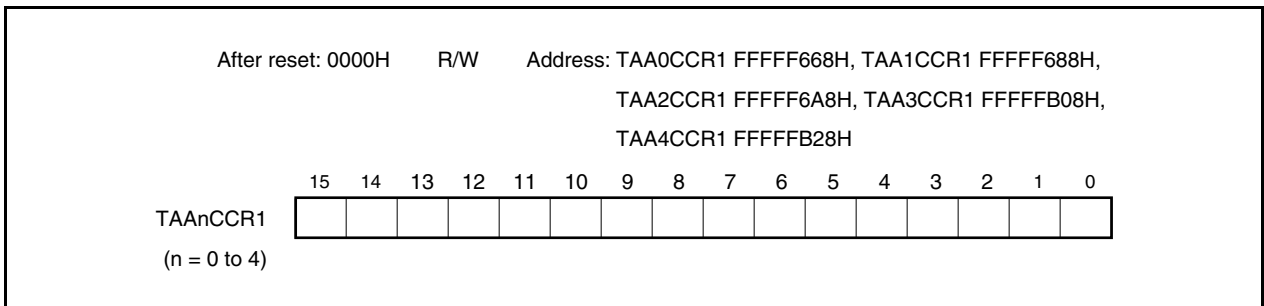 After reset: 0000H R/W Address: TAA0CCR1 FFFFF668H, TAA1CCR1 FFFFF688H,
TAA2CCR1 FFFFF6A8H, TAA3CCR1 FFFFFB08H,
TAA4CCR1 FFFFFB28H
15 14 13 12 11 10 9 8 7 6 5 4 3 2 1 0
TAAnCCR1
(n = 0 to 4)